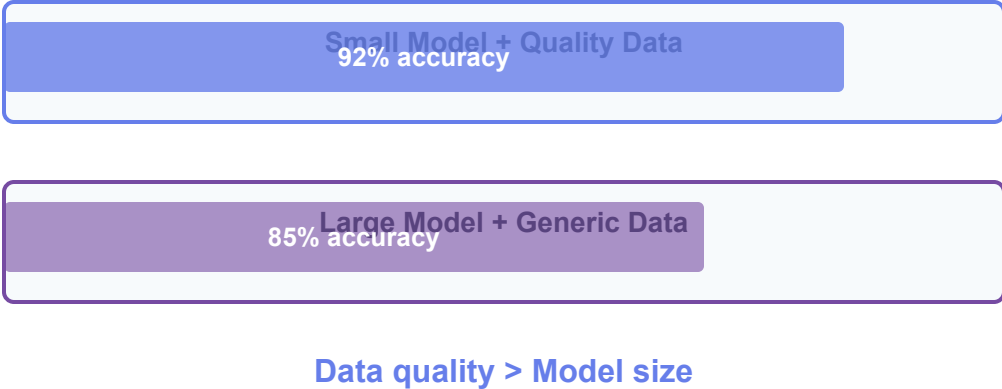 Small Model + Quality Data
92% accuracy
Large Model + Generic Data
85% accuracy
Data quality > Model size